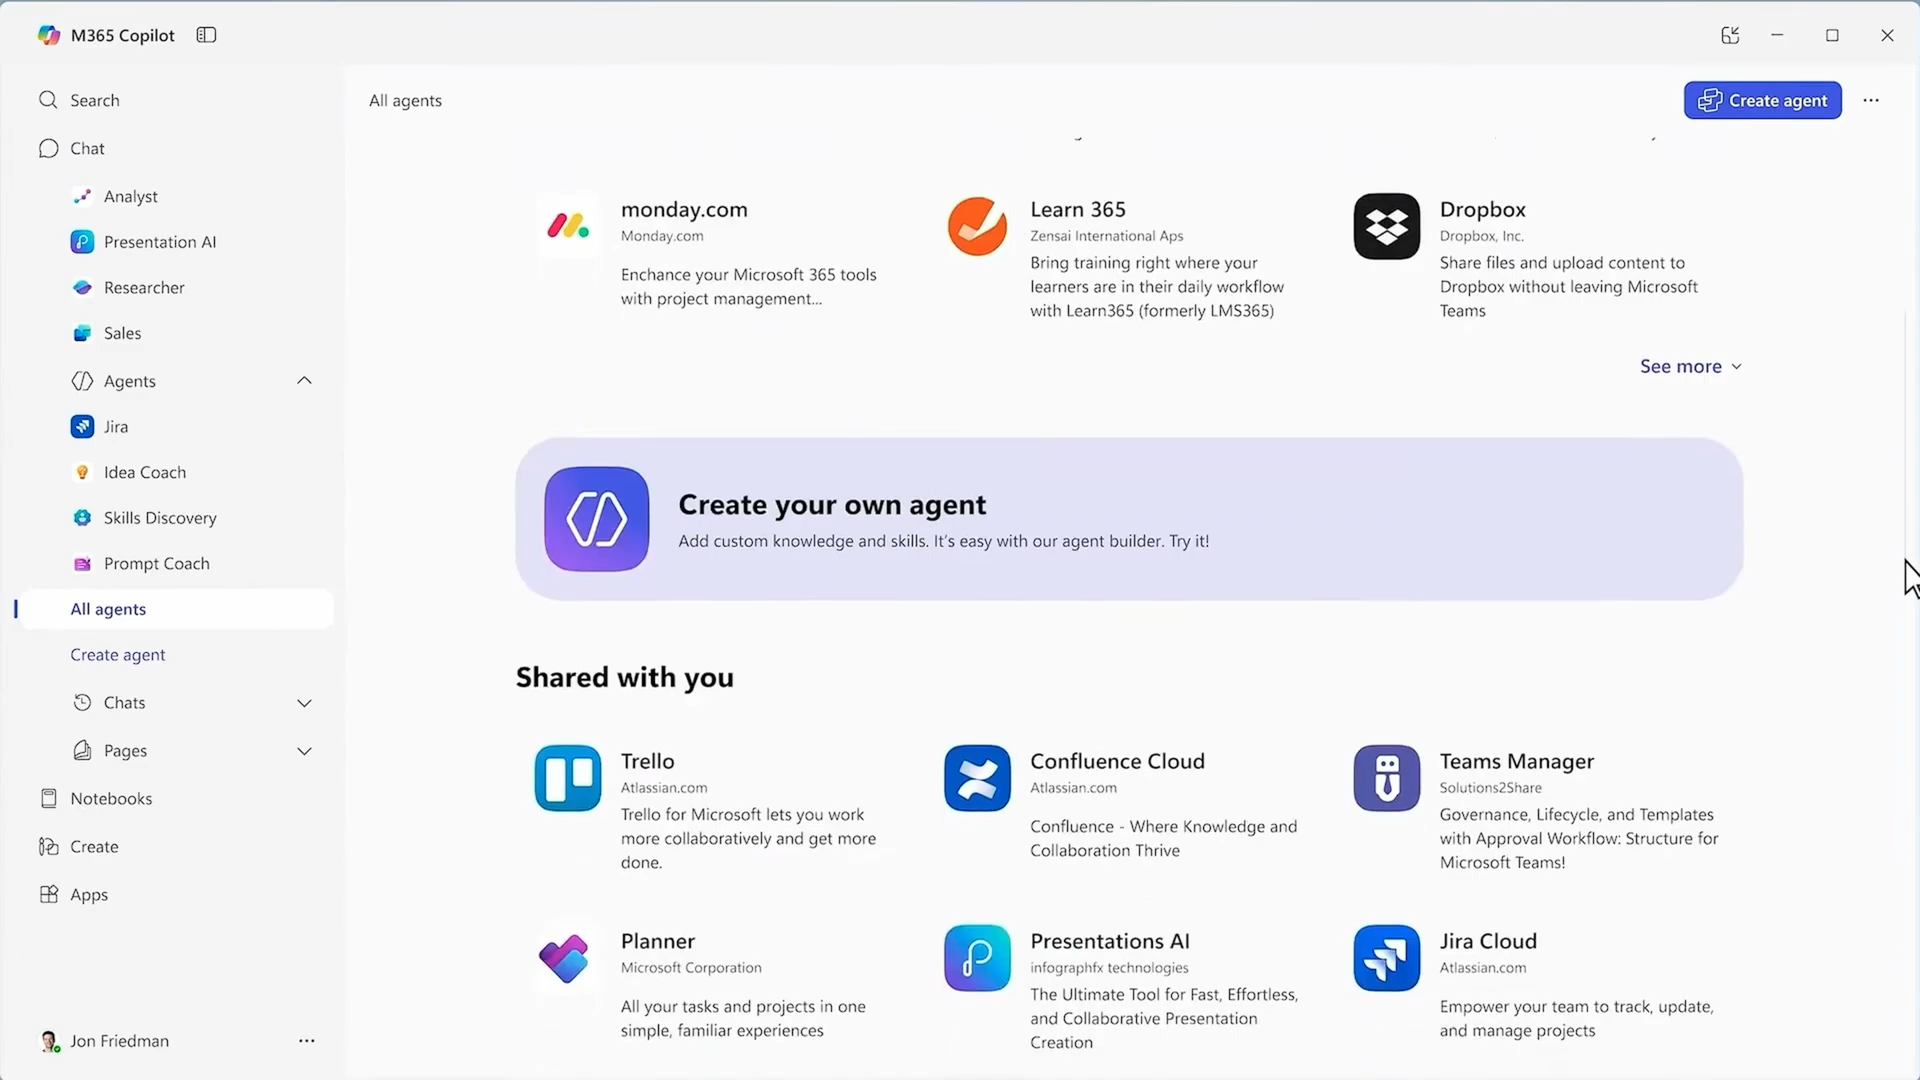 M365 Copilot
Search
Chat
Analyst
Presentation AI
Researcher
Sales
Agents
Jira
Idea Coach
Skills Discovery
Prompt Coach
All agents
Create agent
Chats
Pages
Notebooks
Create
Apps
Jon Friedman
All agents
Create agent
monday.com
Monday.com
Enchance your Microsoft 365 tools
with project management...
Learn 365
Zensai International Aps
Bring training right where your
learners are in their daily workflow
with Learn365 (formerly LMS365)
Dropbox
Dropbox, Inc.
Share files and upload content to
Dropbox without leaving Microsoft
Teams
See more
Create your own agent
Add custom knowledge and skills. It’s easy with our agent builder. Try it!
Shared with you
Trello
Atlassian.com
Trello for Microsoft lets you work
more collaboratively and get more
done.
Confluence Cloud
Atlassian.com
Confluence - Where Knowledge and
Collaboration Thrive
Teams Manager
Solutions2Share
Governance, Lifecycle, and Templates
with Approval Workflow: Structure for
Microsoft Teams!
Planner
Microsoft Corporation
All your tasks and projects in one
simple, familiar experiences
Presentations AI
infographfx technologies
The Ultimate Tool for Fast, Effortless,
and Collaborative Presentation
Creation
Jira Cloud
Atlassian.com
Empower your team to track, update,
and manage projects